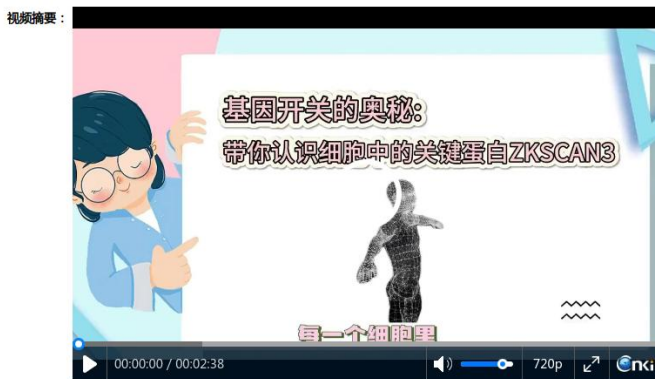 视频摘要：
基因开关的奥秘:
带你认识细胞中的关键蛋白ZKSCAN3
每一个细胞里
00:00:00 / 00:02:38
720p
cnki